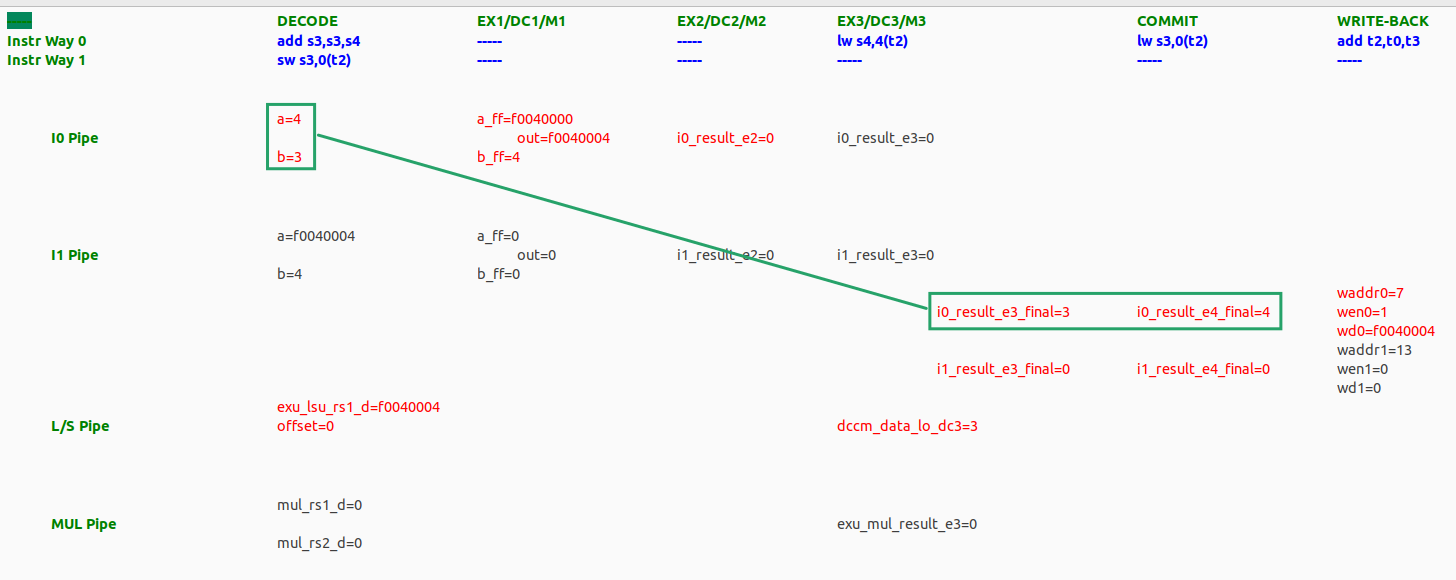 DECODE EX1/DC1/M1 EX2/DC2/M2 EX3/DC3/M3 COMMIT WRITE-BACK
Instr Way 0 add s3,s3,s4 ----- ----- lw s4,4(t2) lw s3,0(t2) add t2,t0,t3
Instr Way 1 sw s3,0(t2) ----- ----- ----- ----- -----
a=4 a_ff=f0040000
I0 Pipe out=f0040004 i0_result_e2=0 i0_result_e3=0
b=3 b_ff=4
a=f0040004 a_ff=0
I1 Pipe out=0 i1_result_e2=0 i1_result_e3=0
b=4 b_ff=0
waddr0=7
i0_result_e3_final=3 i0_result_e4_final=4 wen0=1
wd0=f0040004
waddr1=13
i1_result_e3_final=0 i1_result_e4_final=0 wen1=0
wd1=0
exu_lsu_rs1_d=f0040004
L/S Pipe offset=0 dccm_data_lo_dc3=3
mul_rs1_d=0
MUL Pipe exu_mul_result_e3=0
mul_rs2_d=0